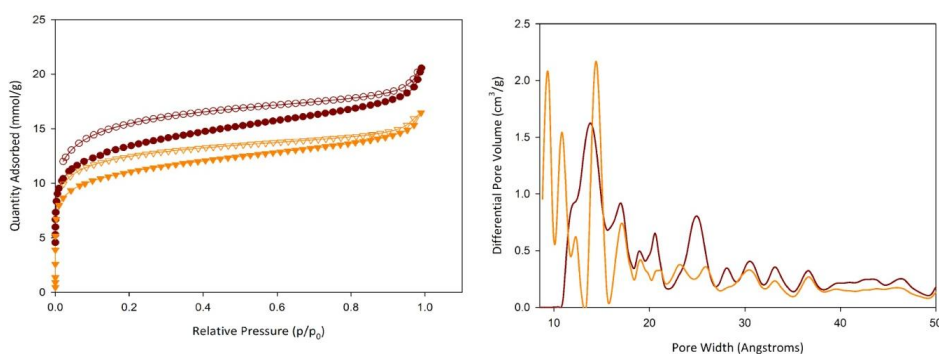 25
20
15
10
5
0
0.0 0.2 0.4 0.6 0.8 1.0
Quantity Adsorbed (mmol/g)
Relative Pressure (p/p₀)
2.5
2.0
1.5
1.0
0.5
0.0
10 20 30 40 50
Differential Pore Volume (cm³/g)
Pore Width (Angstroms)